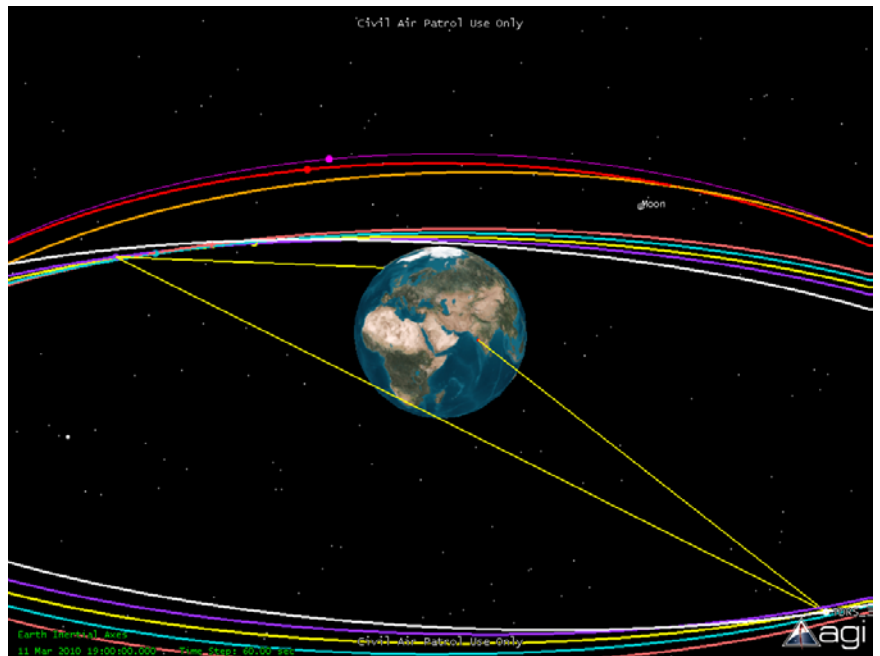 Civil Air Patrol Use Only
Moon
Civil Air Patrol Use Only
Earth Inertial Axes
11 Mar 2010 19:00:00.000 Time Step: 60.00 sec
agi